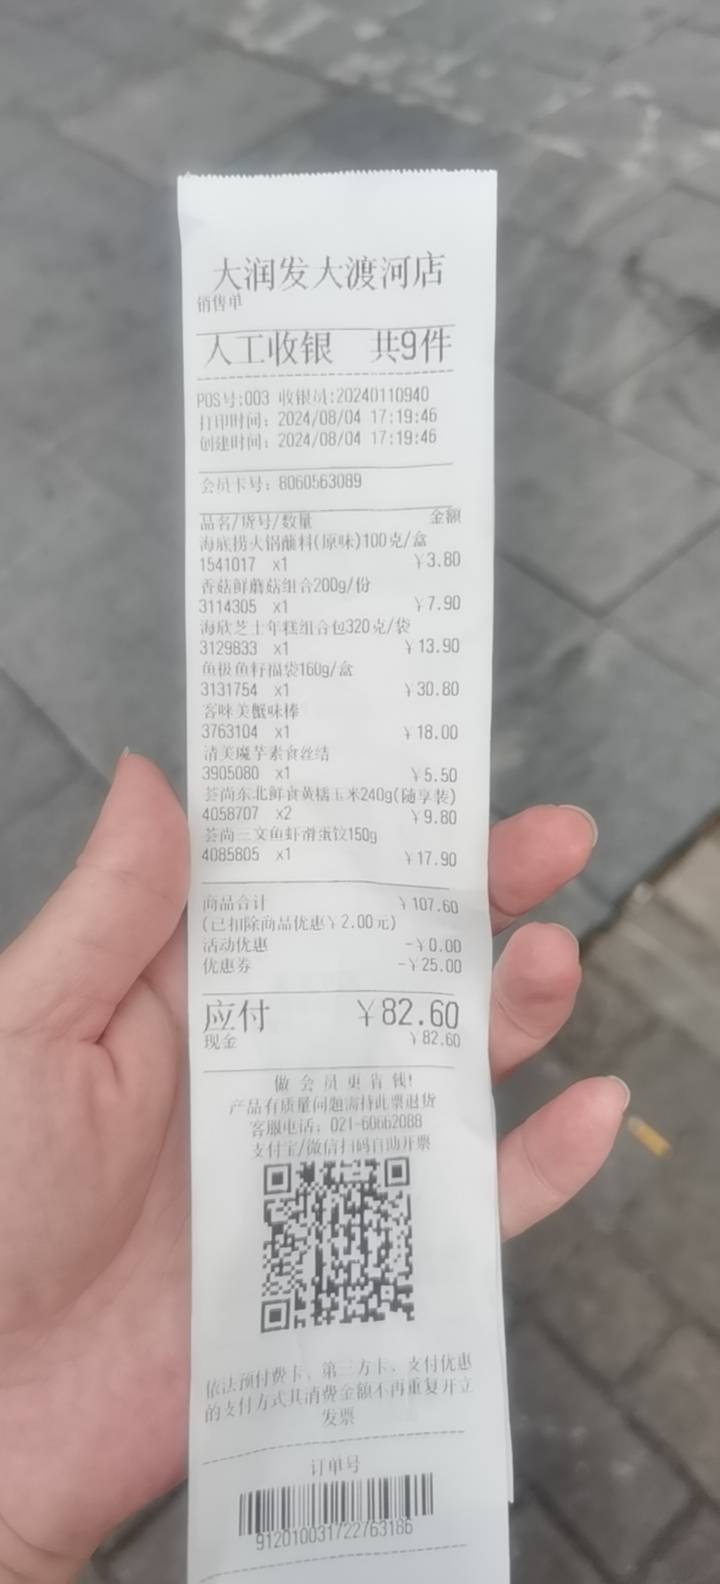 大润发大渡河店
销售单
人工收银 共9件
POS号:003 收银员:20240110940
打印时间: 2024/08/04 17:19:46
创建时间: 2024/08/04 17:19:46
会员卡号: 8060563089
品名/货号/数量 金额
海底捞火锅蘸料(原味)100克/盒
1541017 x1 ￥3.80
香菇鲜蘑菇组合200g/份
3114305 x1 ￥7.90
海欣芝士年糕组合包320克/袋
3129833 x1 ￥13.90
鱼极鱼籽福袋160g/盒
3131754 x1 ￥30.80
客唻美蟹味棒
3763104 x1 ￥18.00
清美魔芋素食丝结
3905080 x1 ￥5.50
荟尚东北鲜食黄糯玉米240g(随享装)
4058707 x2 ￥9.80
荟尚三文鱼虾滑蛋饺150g
4085805 x1 ￥17.90
商品合计 ￥107.60
(已扣除商品优惠￥2.00元)
活动优惠 -￥0.00
优惠券 -￥25.00
应付 ￥82.60
现金 ￥82.60
做会员更省钱!
产品有质量问题需持此票退货
客服电话: 021-60662088
支付宝/微信扫码自助开票
依法预付费卡、第三方卡、支付优惠
的支付方式其消费金额不再重复开立
发票
订单号
912010031722763186